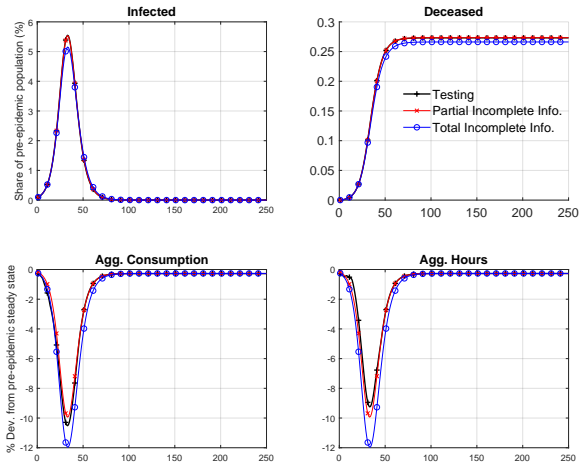 Infected
Deceased
Share of pre-epidemic population (%)
6
5
4
3
2
1
0
0 50 100 150 200 250
0.3
0.25
0.2
0.15
0.1
0.05
0
0 50 100 150 200 250
Testing
Partial Incomplete Info.
Total Incomplete Info.
Agg. Consumption
Agg. Hours
% Dev. from pre-epidemic steady state
0
-2
-4
-6
-8
-10
-12
0 50 100 150 200 250
0
-2
-4
-6
-8
-10
-12
0 50 100 150 200 250